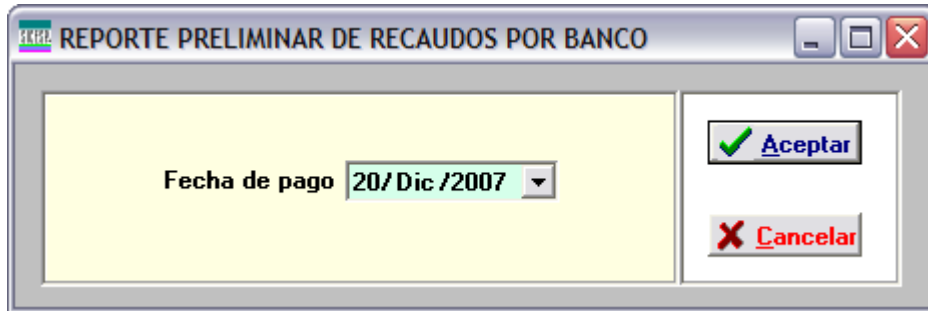 REPORTE PRELIMINAR DE RECAUDOS POR BANCO
Aceptar
Fecha de pago 20/ Dic /2007
Cancelar